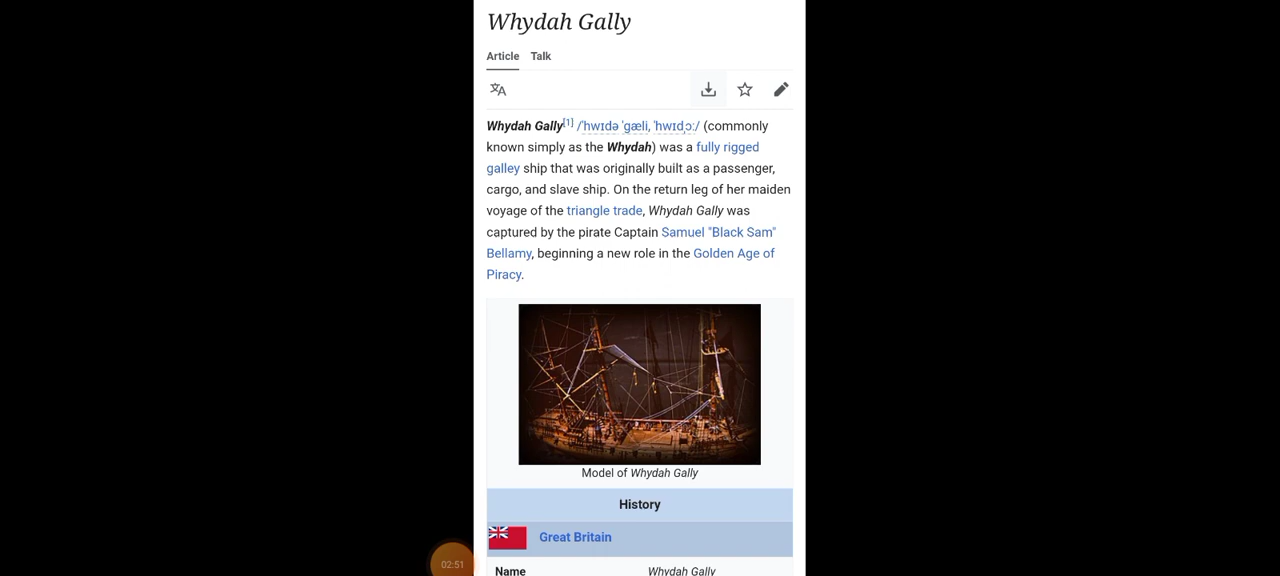 Whydah Gally
Article Talk
Whydah Gally[1] /ˈhwɪdə ˈɡæli, ˈhwɪdˌɔː/ (commonly
known simply as the Whydah) was a fully rigged
galley ship that was originally built as a passenger,
cargo, and slave ship. On the return leg of her maiden
voyage of the triangle trade, Whydah Gally was
captured by the pirate Captain Samuel "Black Sam"
Bellamy, beginning a new role in the Golden Age of
Piracy.
Model of Whydah Gally
History
Great Britain
Name Whydah Gally
02:51